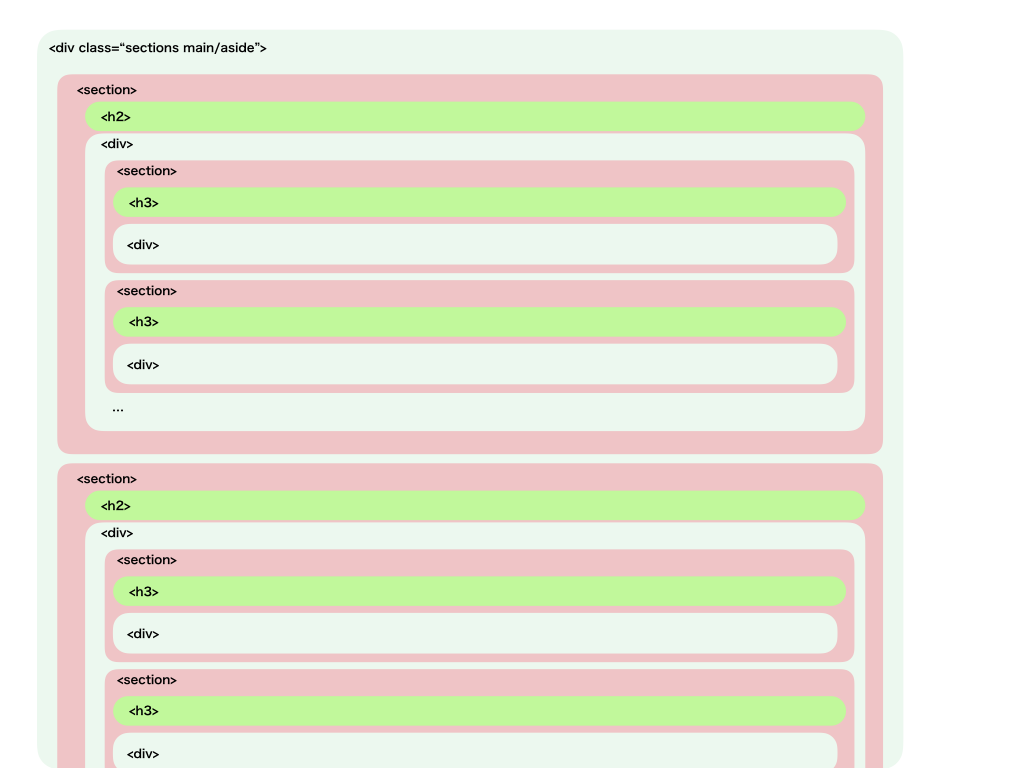 <div class=“sections main/aside”>
<section>
<h2>
<div>
<section>
<h3>
<div>
<section>
<h3>
<div>
...
<section>
<h2>
<div>
<section>
<h3>
<div>
<section>
<h3>
<div>